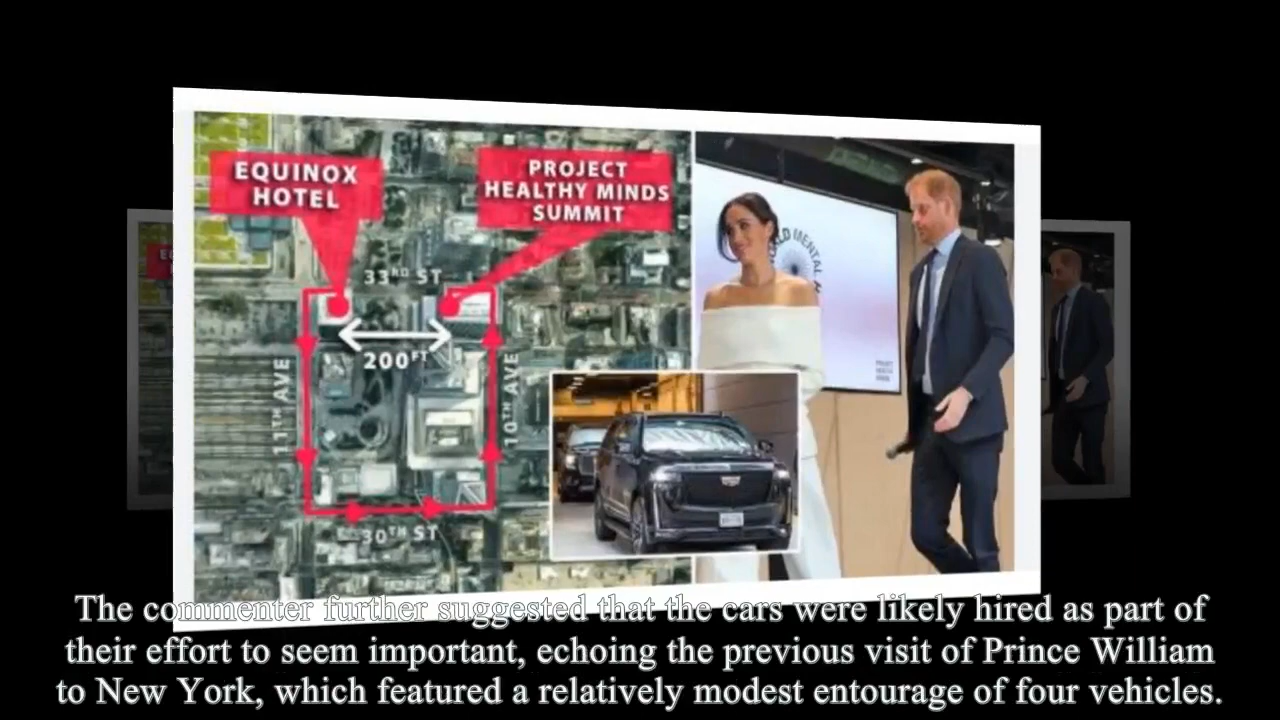 EQUINOX
HOTEL
PROJECT
HEALTHY MINDS
SUMMIT
33RD ST
200FT
11TH AVE
10TH AVE
30TH ST
MENTAL
The commenter further suggested that the cars were likely hired as part of
their effort to seem important, echoing the previous visit of Prince William
to New York, which featured a relatively modest entourage of four vehicles.